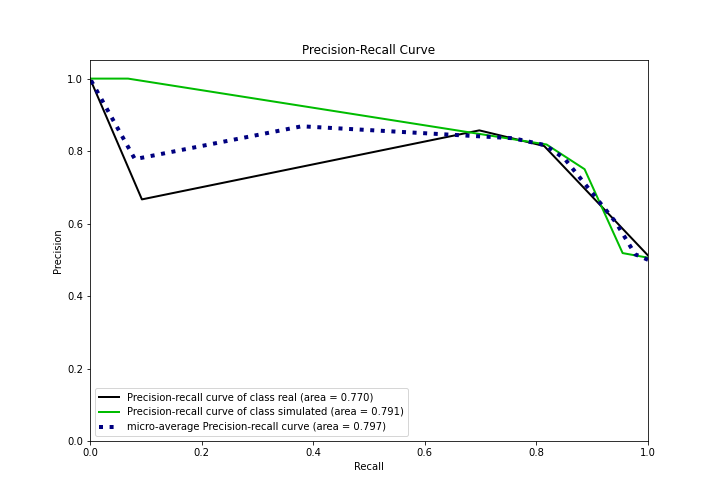 Precision-Recall Curve
1.0
0.8
0.6
0.4
0.2
0.0
Precision
Precision-recall curve of class real (area = 0.770)
Precision-recall curve of class simulated (area = 0.791)
micro-average Precision-recall curve (area = 0.797)
0.0 0.2 0.4 0.6 0.8 1.0
Recall